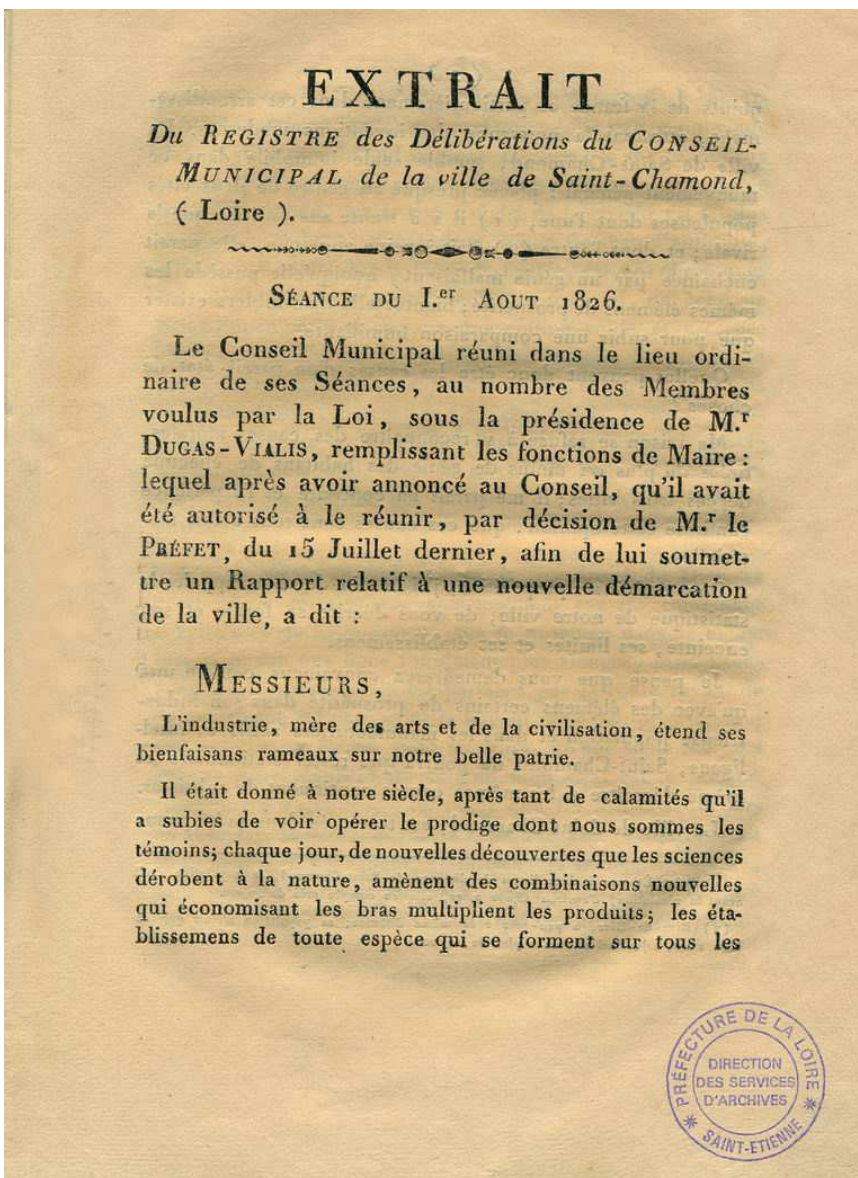 EXTRAIT
Du REGISTRE des Délibérations du CONSEIL-
MUNICIPAL de la ville de Saint-Chamond,
( Loire ).
SÉANCE DU I.er AOUT 1826.
Le Conseil Municipal réuni dans le lieu ordi-
naire de ses Séances, au nombre des Membres
voulus par la Loi, sous la présidence de M.r
DUGAS-VIALIS, remplissant les fonctions de Maire :
lequel après avoir annoncé au Conseil, qu'il avait
été autorisé à le réunir, par décision de M.r le
PRÉFET, du 15 Juillet dernier, afin de lui soumet-
tre un Rapport relatif à une nouvelle démarcation
de la ville, a dit :
MESSIEURS,
L'industrie, mère des arts et de la civilisation, étend ses
bienfaisans rameaux sur notre belle patrie.
Il était donné à notre siècle, après tant de calamités qu'il
a subies de voir opérer le prodige dont nous sommes les
témoins; chaque jour, de nouvelles découvertes que les sciences
dérobent à la nature, amènent des combinaisons nouvelles
qui économisant les bras multiplient les produits; les éta-
blissemens de toute espèce qui se forment sur tous les
PRÉFECTURE DE LA LOIRE
DIRECTION
DES SERVICES
D'ARCHIVES
* SAINT-ETIENNE *